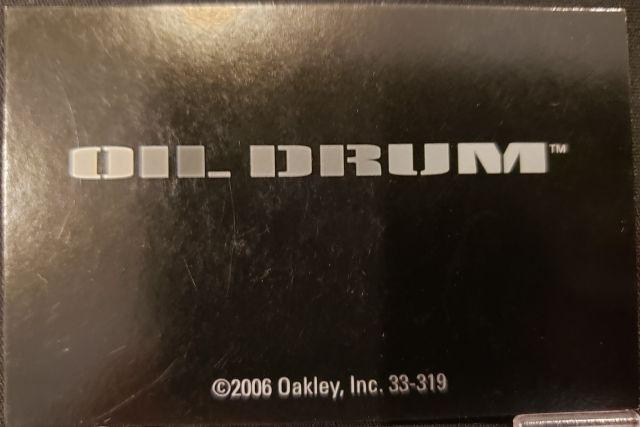 OIL DRUM™
©2006 Oakley, Inc. 33-319